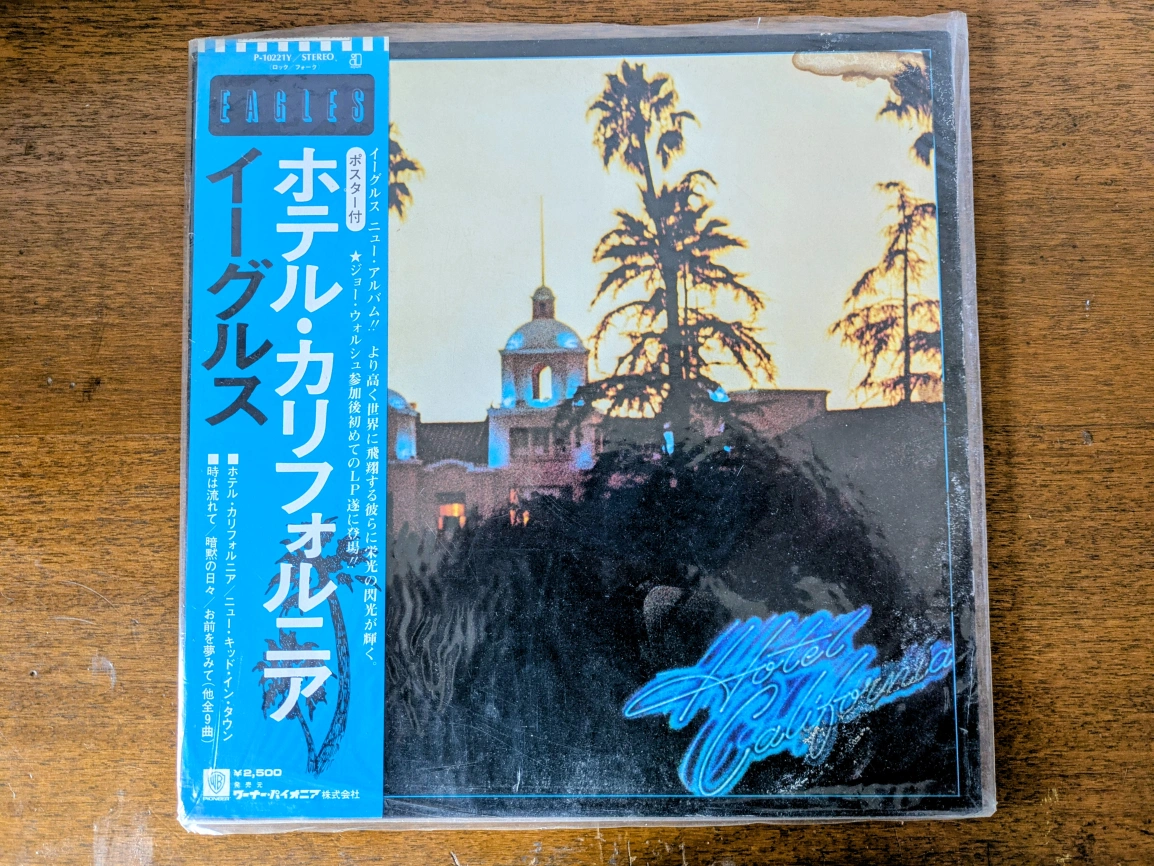 P-10221Y/STEREO
(ロック/フォーク)
EAGLES
イーグルス ニュー・アルバム!! より高く世界に飛翔する彼らに栄光の閃光が輝く。
ポスター付
★ジョー・ウォルシュ参加後初めてのLP遂に登場!!
ホテル・カリフォルニア
イーグルス
■ホテル・カリフォルニア/ニュー・キッド・イン・タウン
■時は流れて/暗黙の日々/お前を夢みて(他全9曲)
WB
PIONEER
¥2,500
発売元
ワーナー・パイオニア株式会社
Hotel
California